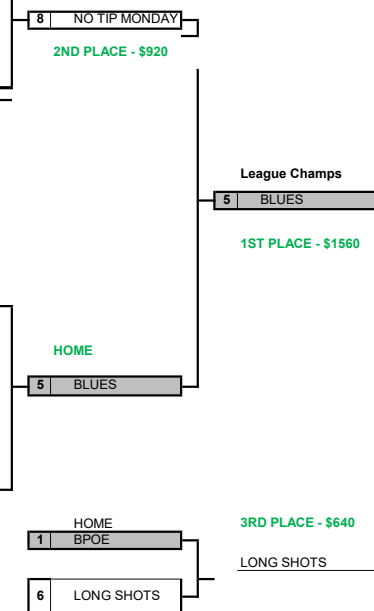 8 NO TIP MONDAY
2ND PLACE - $920
League Champs
5 BLUES
1ST PLACE - $1560
HOME
5 BLUES
HOME
1 BPOE
3RD PLACE - $640
LONG SHOTS
6 LONG SHOTS